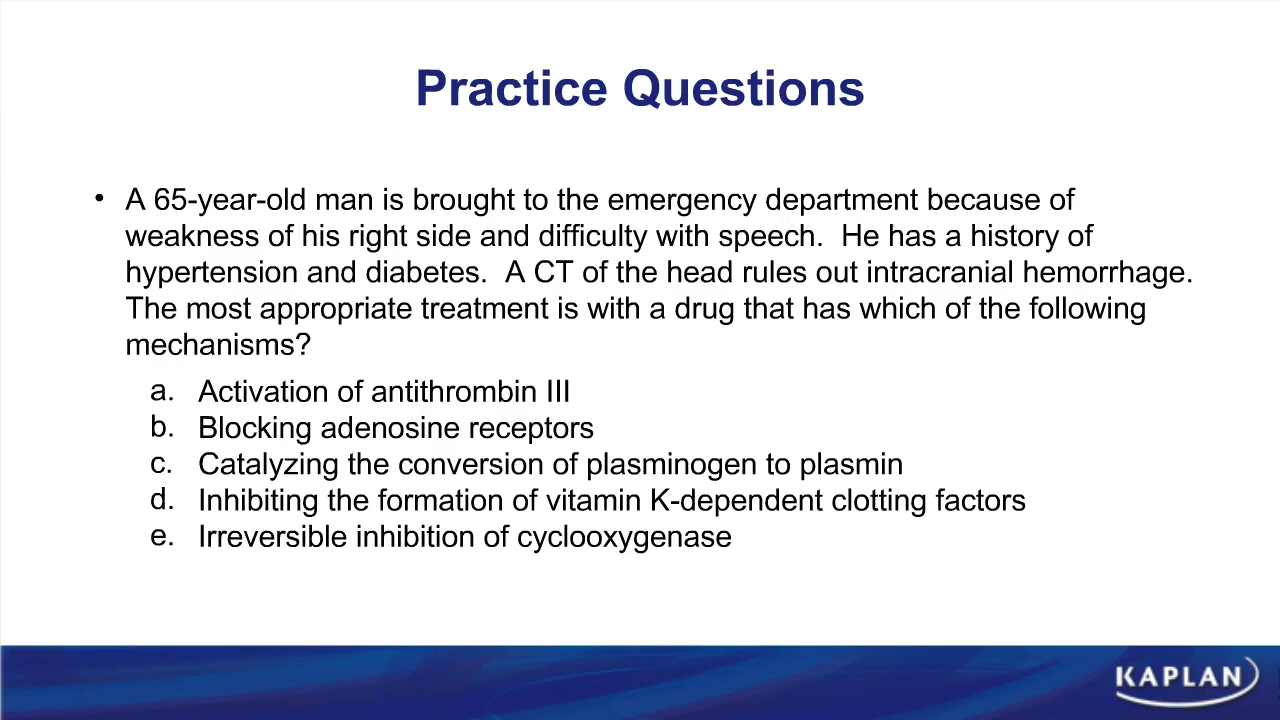 Practice Questions
• A 65-year-old man is brought to the emergency department because of
weakness of his right side and difficulty with speech.  He has a history of
hypertension and diabetes.  A CT of the head rules out intracranial hemorrhage.
The most appropriate treatment is with a drug that has which of the following
mechanisms?
a. Activation of antithrombin III
b. Blocking adenosine receptors
c. Catalyzing the conversion of plasminogen to plasmin
d. Inhibiting the formation of vitamin K-dependent clotting factors
e. Irreversible inhibition of cyclooxygenase
KAPLAN